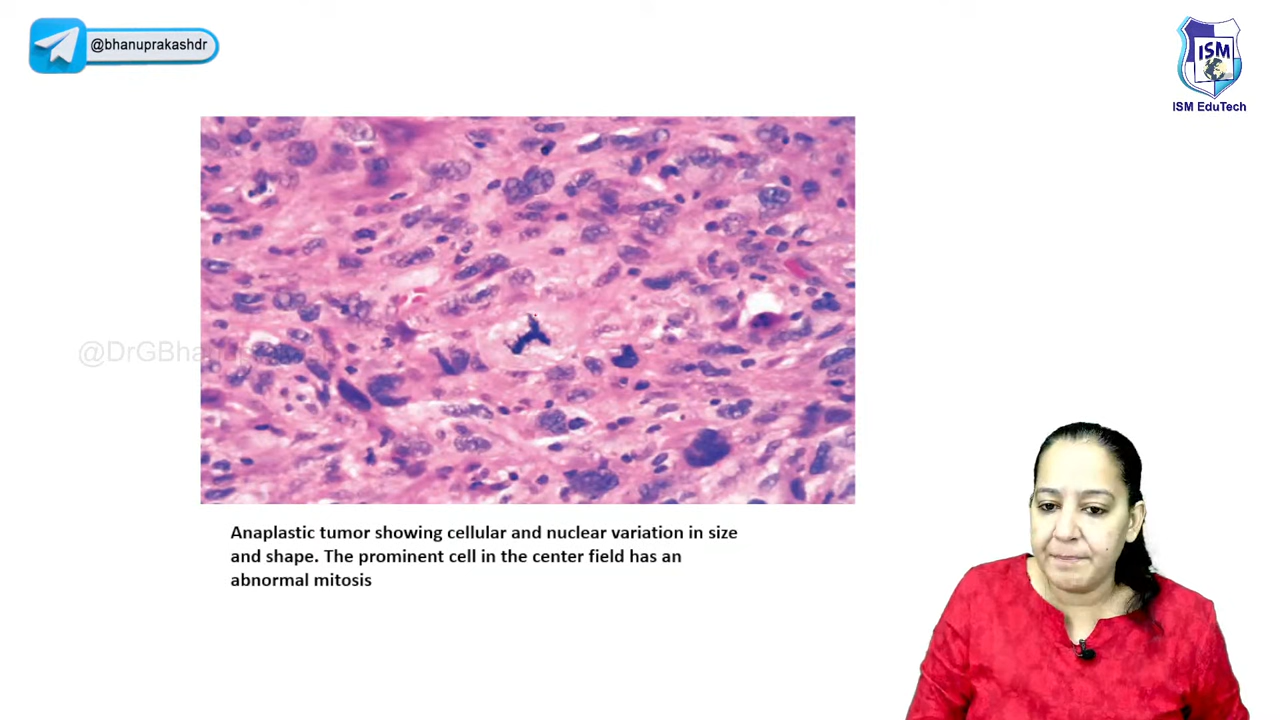 @bhanuprakashdr
ISM
ISM EduTech
@DrGBhanuprakash
Anaplastic tumor showing cellular and nuclear variation in size
and shape. The prominent cell in the center field has an
abnormal mitosis